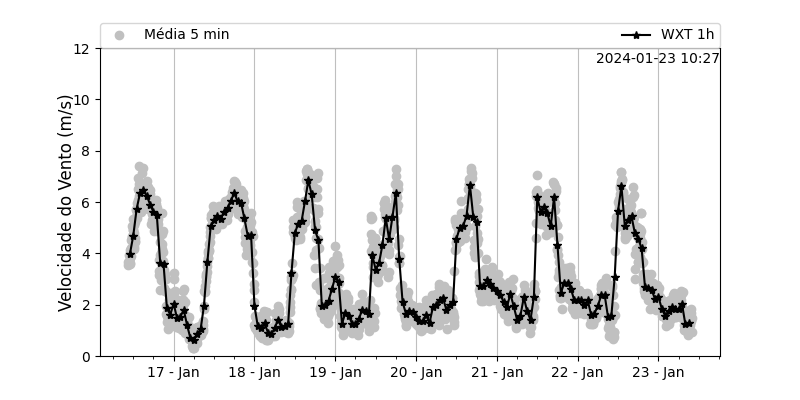 Média 5 min
WXT 1h
2024-01-23 10:27
Velocidade do Vento (m/s)
12
10
8
6
4
2
0
17 - Jan
18 - Jan
19 - Jan
20 - Jan
21 - Jan
22 - Jan
23 - Jan